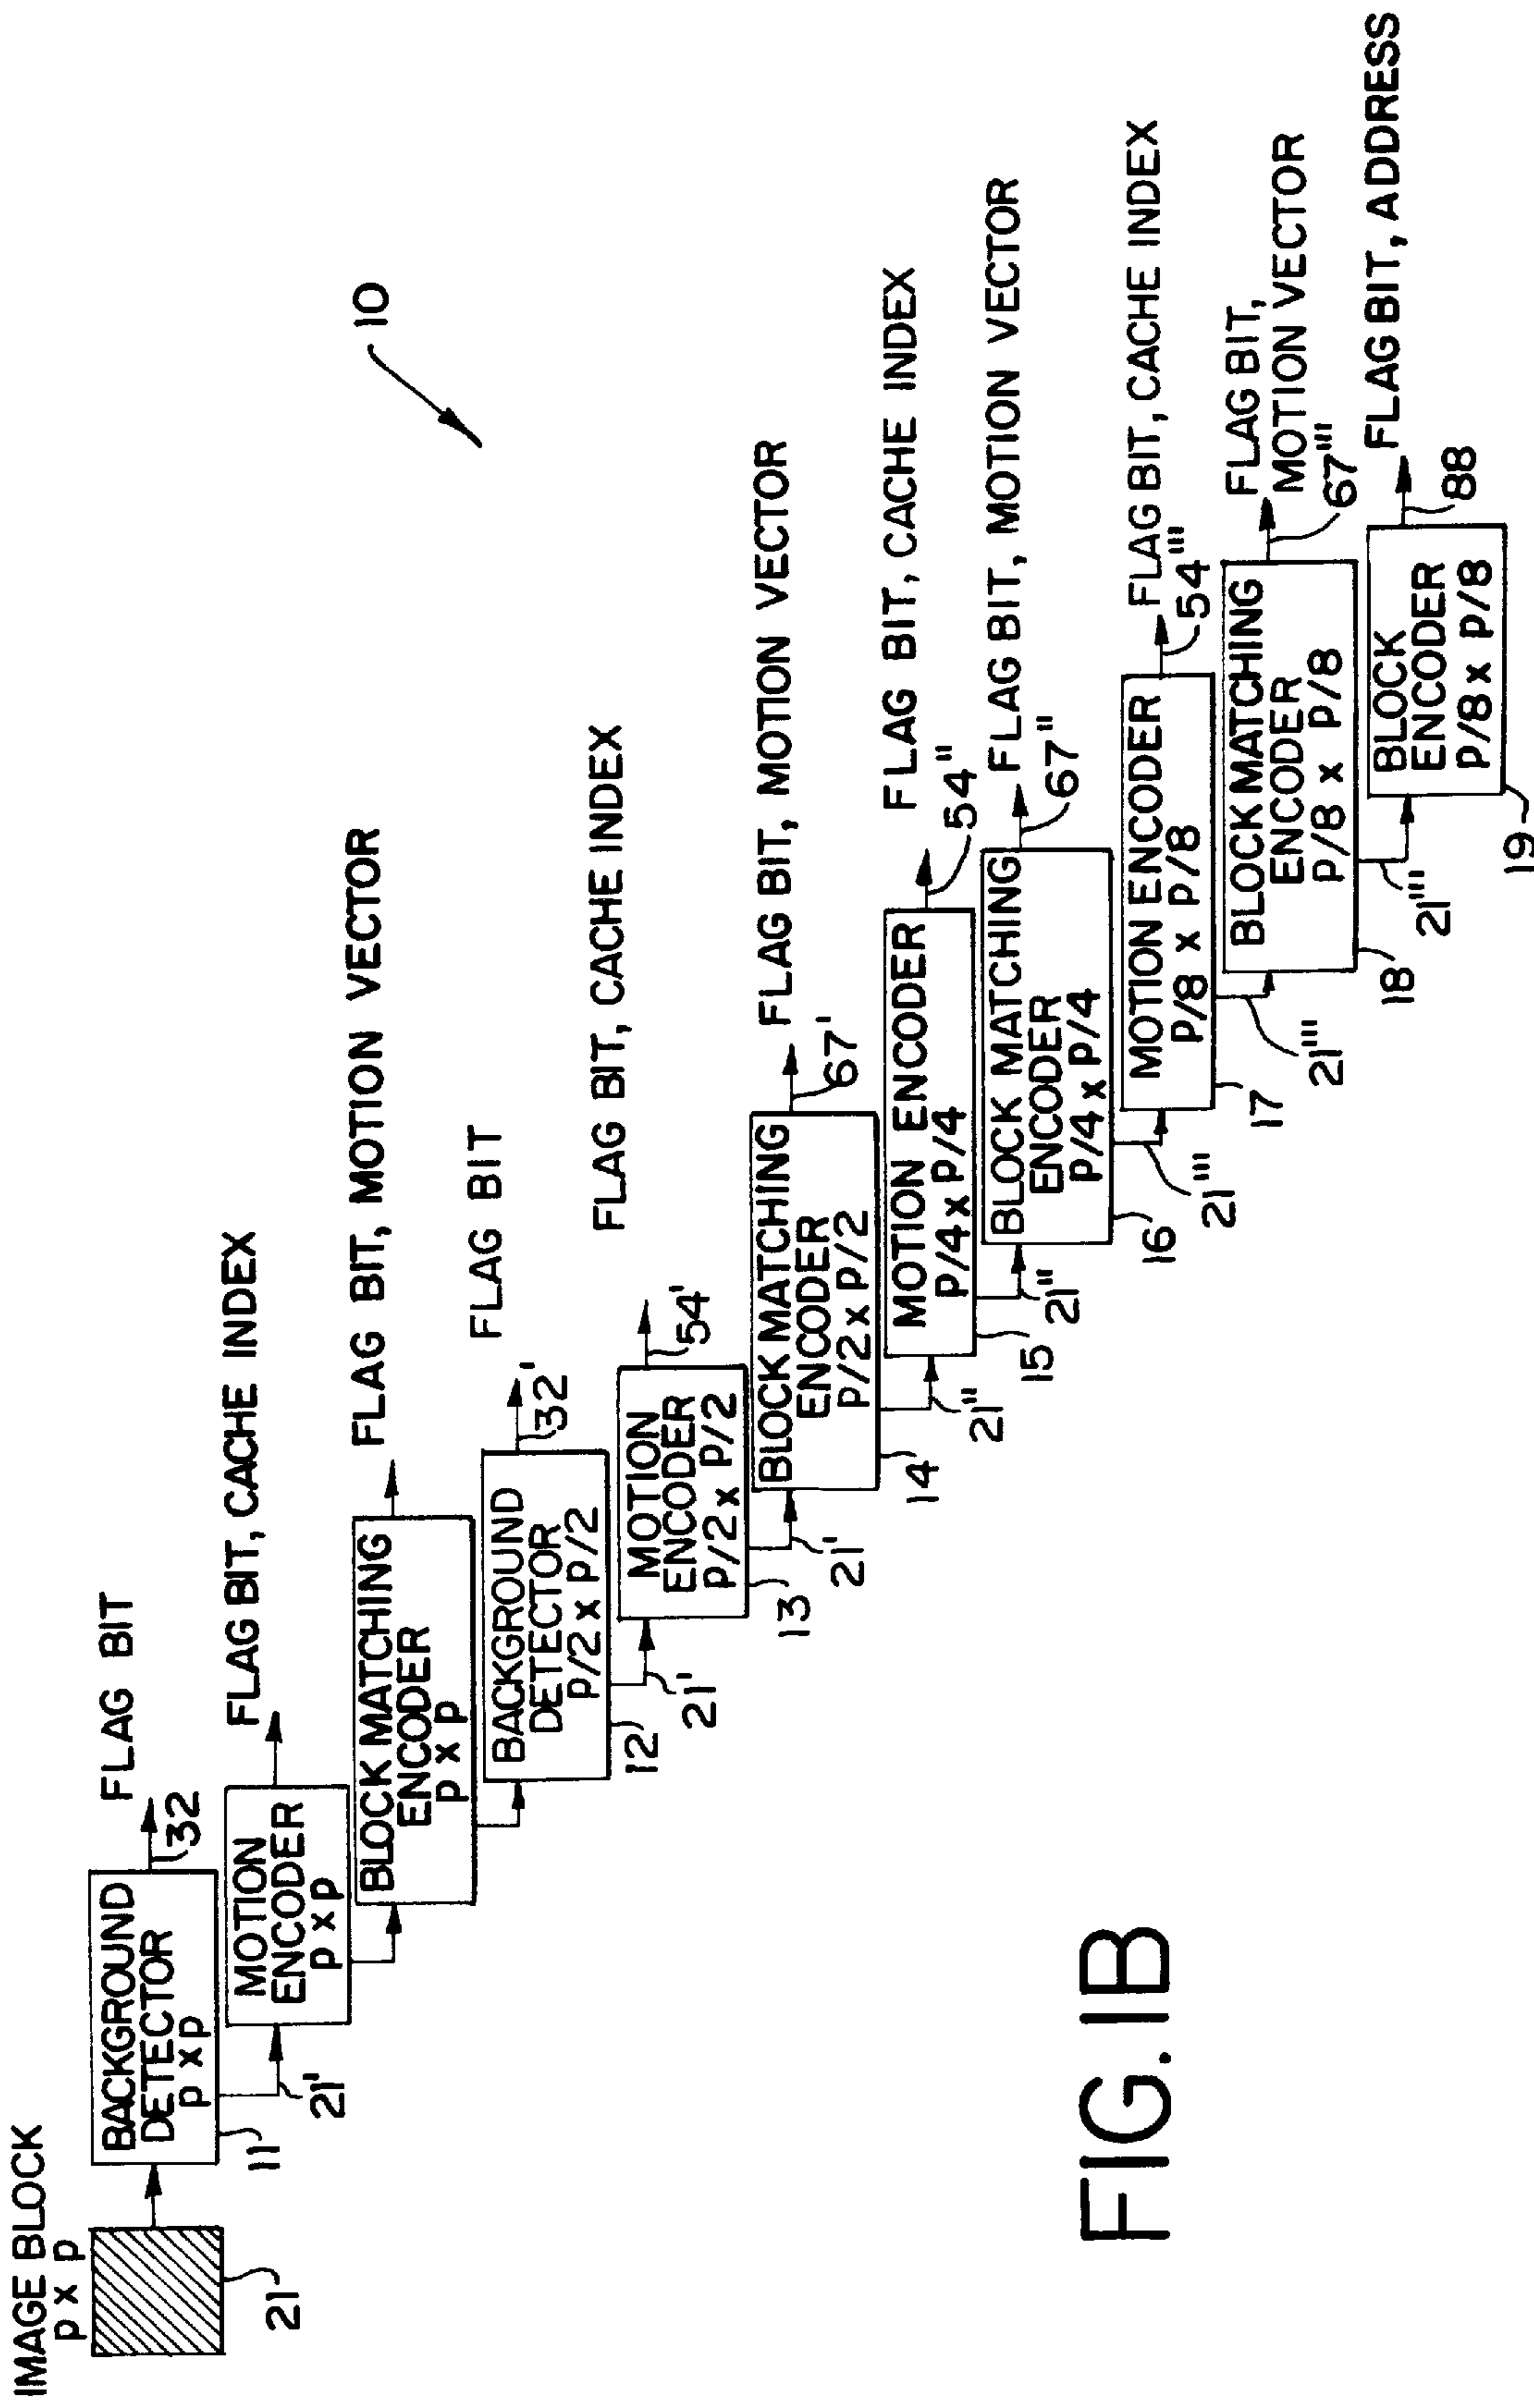 IMAGE BLOCK
p x p
21
BACKGROUND
DETECTOR
p x p
11
32
FLAG BIT
21'
MOTION
ENCODER
p x p
FLAG BIT, CACHE INDEX
BLOCK MATCHING
ENCODER
p x p
FLAG BIT, MOTION VECTOR
10
BACKGROUND
DETECTOR
p/2 x p/2
12
32'
FLAG BIT
21'
MOTION
ENCODER
p/2 x p/2
13
54'
FLAG BIT, CACHE INDEX
21'
BLOCK MATCHING
ENCODER
p/2 x p/2
14
67'
FLAG BIT, MOTION VECTOR
21"
MOTION ENCODER
p/4 x p/4
15
54"
FLAG BIT, CACHE INDEX
21"
BLOCK MATCHING
ENCODER
p/4 x p/4
16
67"
FLAG BIT, MOTION VECTOR
21'''
MOTION ENCODER
p/8 x p/8
17
54'''
FLAG BIT, CACHE INDEX
21'''
BLOCK MATCHING
ENCODER
p/8 x p/8
18
67'''
FLAG BIT,
MOTION VECTOR
21'''
BLOCK
ENCODER
p/8 x p/8
19
88
FLAG BIT, ADDRESS
FIG. 1B